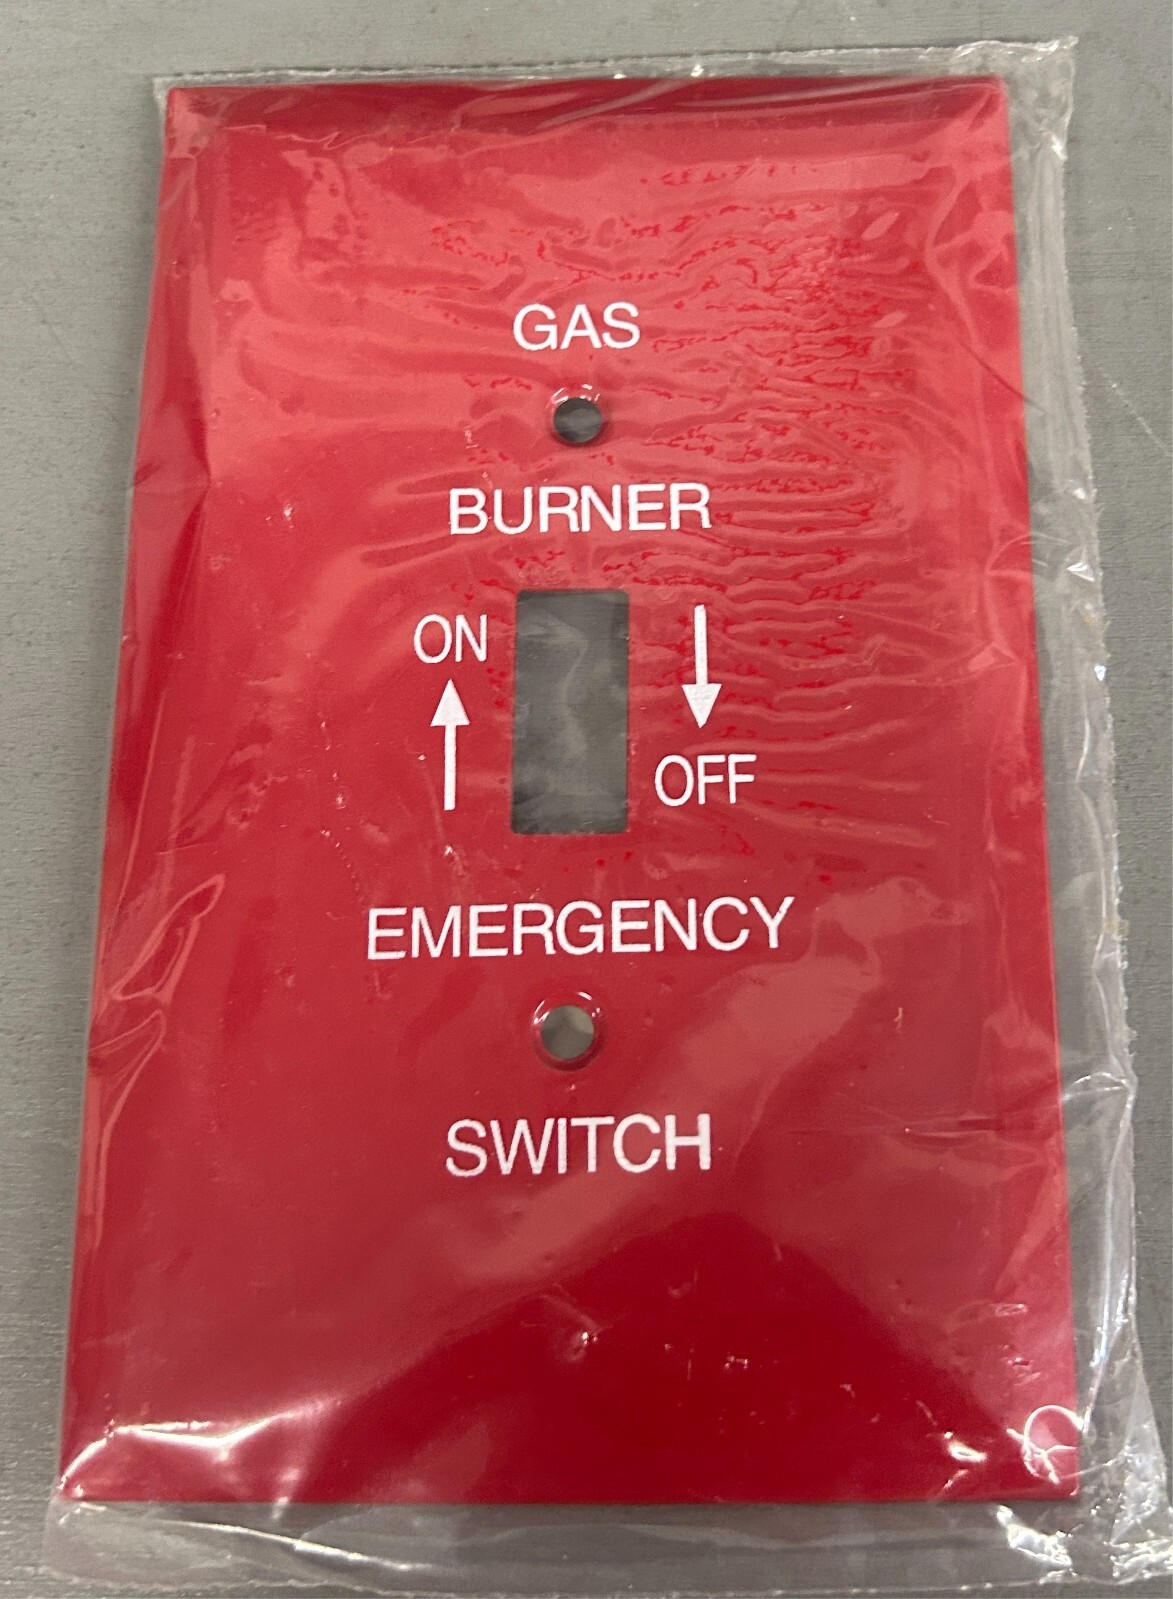 GAS
BURNER
ON
OFF
EMERGENCY
SWITCH